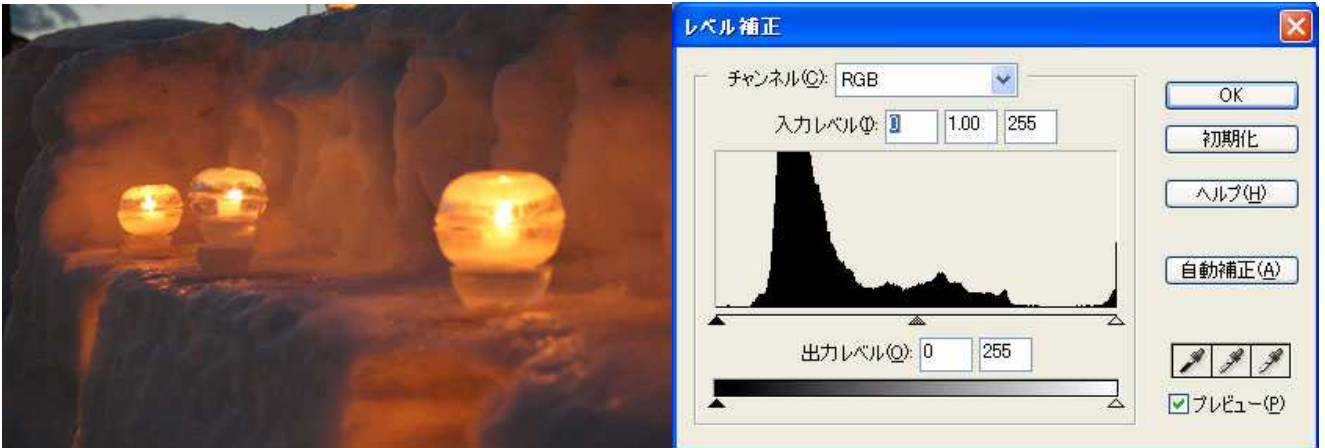 レベル補正
チャンネル(C): RGB
OK
入力レベル(I): 0 1.00 255
初期化
ヘルプ(H)
自動補正(A)
出力レベル(O): 0 255
プレビュー(P)